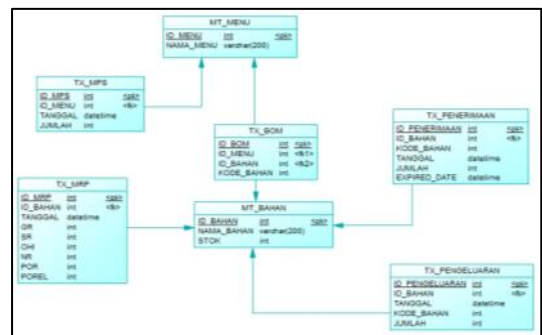 MT_MENU
ID_MENU int <pk>
NAMA_MENU varchar(200)
TX_MPS
ID_MPS int <pk>
ID_MENU int <fk>
TANGGAL datetime
JUMLAH int
TX_BOM
ID_BOM int <pk>
ID_MENU int <fk1>
ID_BAHAN int <fk2>
KODE_BAHAN int
TX_PENERIMAAN
ID_PENERIMAAN int <pk>
ID_BAHAN int <fk>
KODE_BAHAN int
TANGGAL datetime
JUMLAH int
EXPIRED_DATE datetime
TX_MRP
ID_MRP int <pk>
ID_BAHAN int <fk>
TANGGAL datetime
GR int
SR int
OHI int
NR int
POR int
POREL int
MT_BAHAN
ID_BAHAN int <pk>
NAMA_BAHAN varchar(200)
STOK int
TX_PENGELUARAN
ID_PENGELUARAN int <pk>
ID_BAHAN int <fk>
TANGGAL datetime
KODE_BAHAN int
JUMLAH int